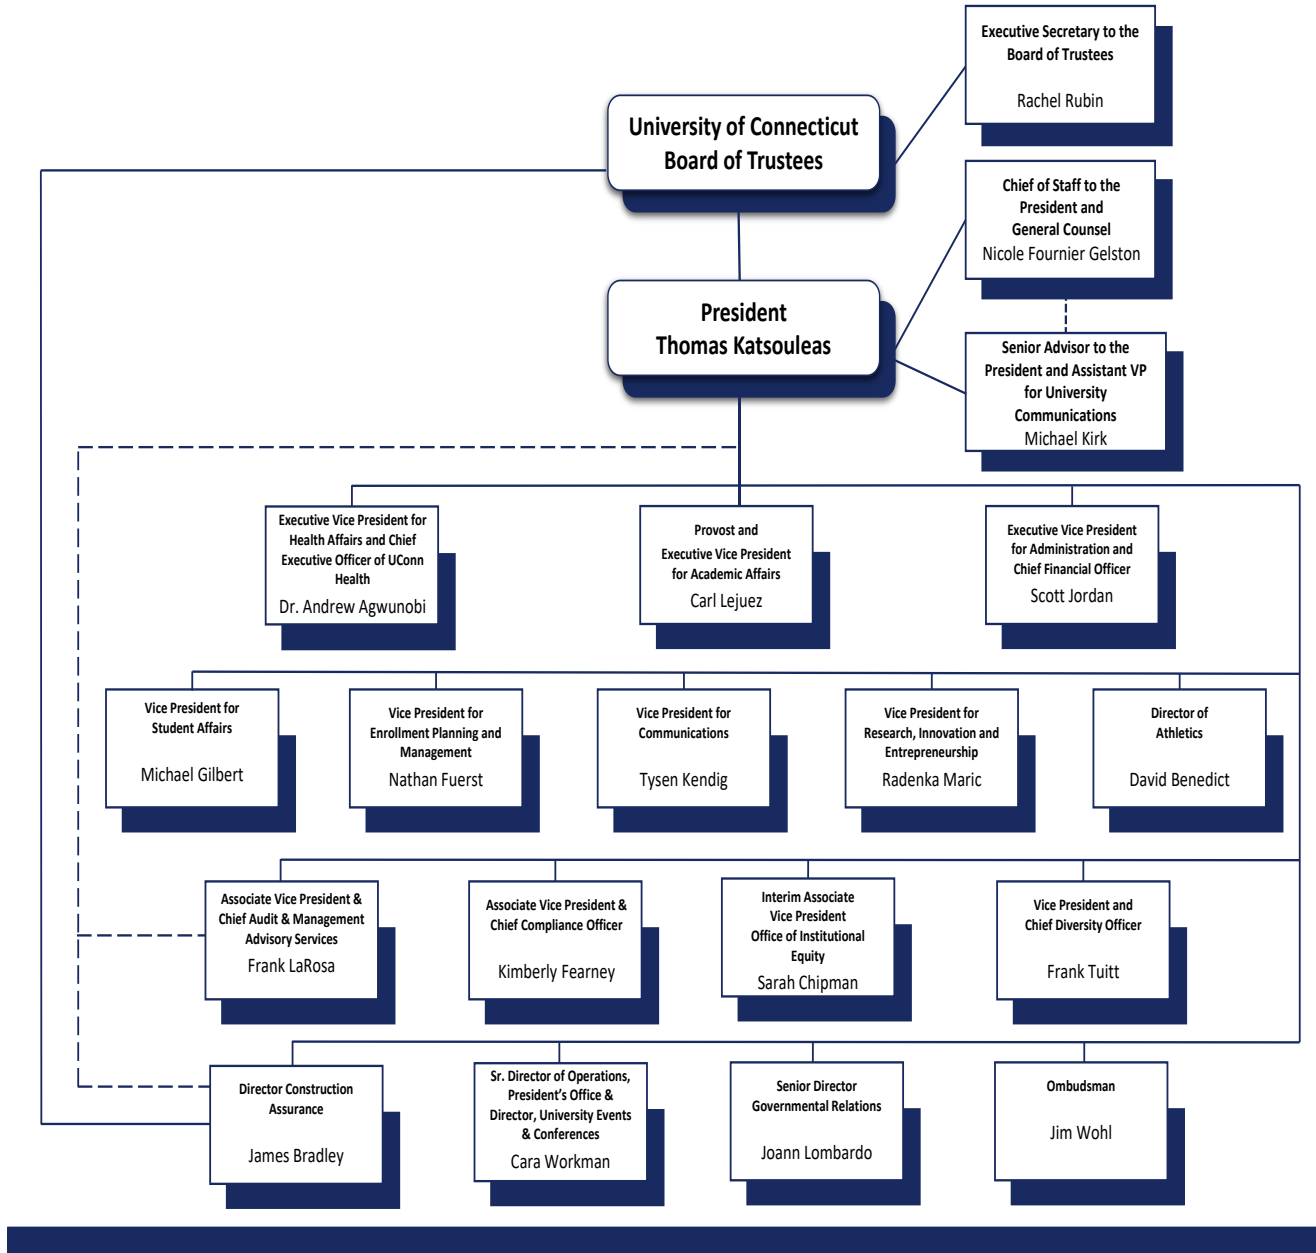 Executive Secretary to the
Board of Trustees
Rachel Rubin
University of Connecticut
Board of Trustees
Chief of Staff to the
President and
General Counsel
Nicole Fournier Gelston
President
Thomas Katsouleas
Senior Advisor to the
President and Assistant VP
for University
Communications
Michael Kirk
Executive Vice President for
Health Affairs and Chief
Executive Officer of UConn
Health
Dr. Andrew Agwunobi
Provost and
Executive Vice President
for Academic Affairs
Carl Lejuez
Executive Vice President
for Administration and
Chief Financial Officer
Scott Jordan
Vice President for
Student Affairs
Michael Gilbert
Vice President for
Enrollment Planning and
Management
Nathan Fuerst
Vice President for
Communications
Tysen Kendig
Vice President for
Research, Innovation and
Entrepreneurship
Radenka Maric
Director of
Athletics
David Benedict
Associate Vice President &
Chief Audit & Management
Advisory Services
Frank LaRosa
Associate Vice President &
Chief Compliance Officer
Kimberly Fearney
Interim Associate
Vice President
Office of Institutional
Equity
Sarah Chipman
Vice President and
Chief Diversity Officer
Frank Tuitt
Director Construction
Assurance
James Bradley
Sr. Director of Operations,
President’s Office &
Director, University Events
& Conferences
Cara Workman
Senior Director
Governmental Relations
Joann Lombardo
Ombudsman
Jim Wohl